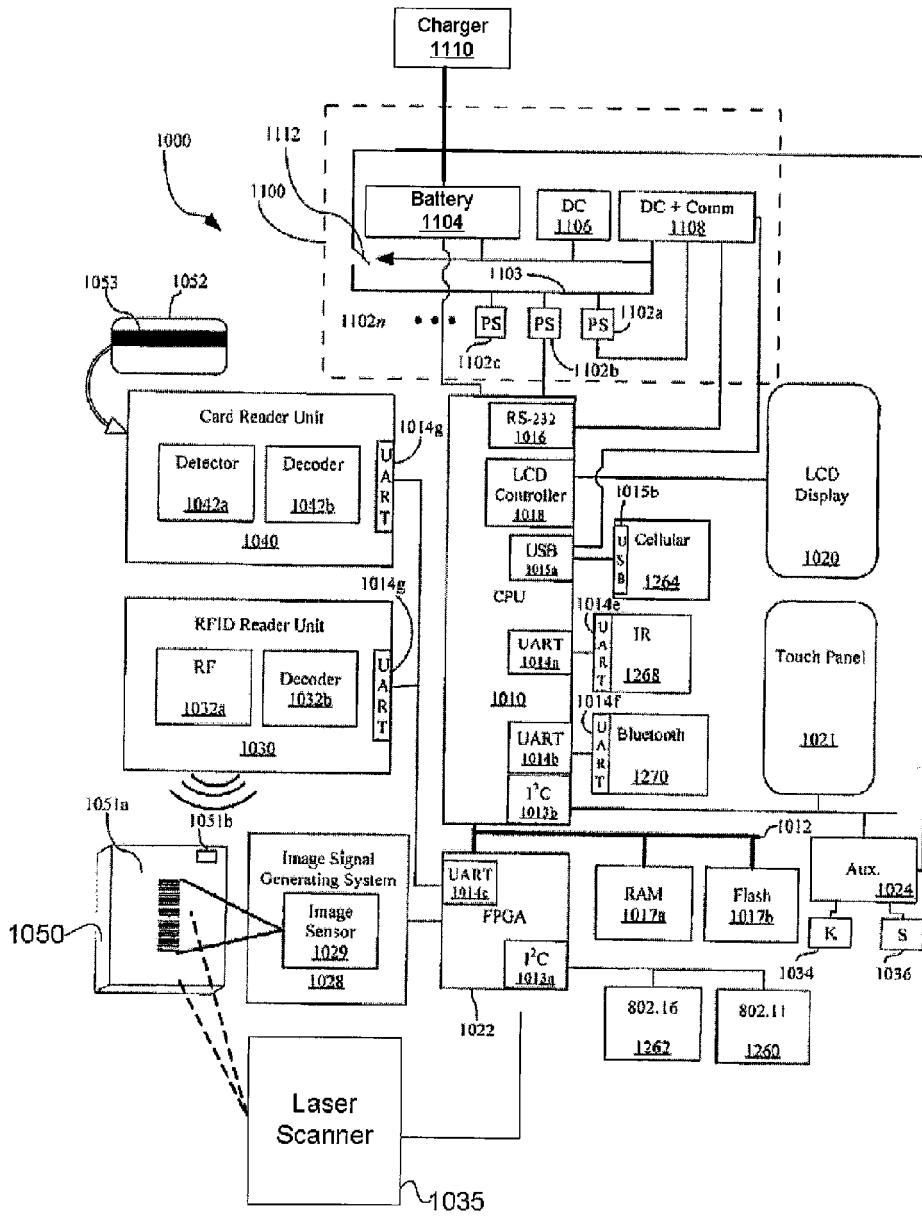 Charger
1110
1000
1112
1100
Battery
1104
DC
1106
DC + Comm
1108
1103
1053
1052
1102n
PS
PS
PS
1102a
1102c
1102b
Card Reader Unit
Detector
1042a
Decoder
1042b
UART
1014g
1040
RS-232
1016
LCD
Controller
1018
USB
1015a
CPU
LCD
Display
1020
1015b
USB
Cellular
1264
1014g
RFID Reader Unit
RF
1032a
Decoder
1032b
UART
1030
UART
1014a
1010
1014e
UART
IR
1268
1014f
UART
1014b
UART
Bluetooth
1270
Touch Panel
1021
I²C
1013b
1012
1051a
1051b
1050
Image Signal
Generating System
Image
Sensor
1029
1028
UART
1014c
FPGA
I²C
1013a
1022
RAM
1017a
Flash
1017b
Aux.
1024
K
1034
S
1036
802.16
1262
802.11
1260
Laser
Scanner
1035